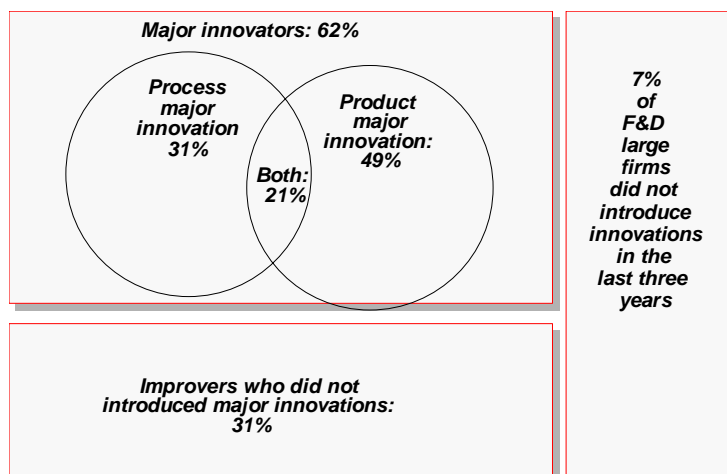 Major innovators: 62%
Process
major
innovation
31%
Product
major
innovation:
49%
Both:
21%
7%
of
F&D
large
firms
did not
introduce
innovations
in the
last three
years
Improvers who did not
introduced major innovations:
31%